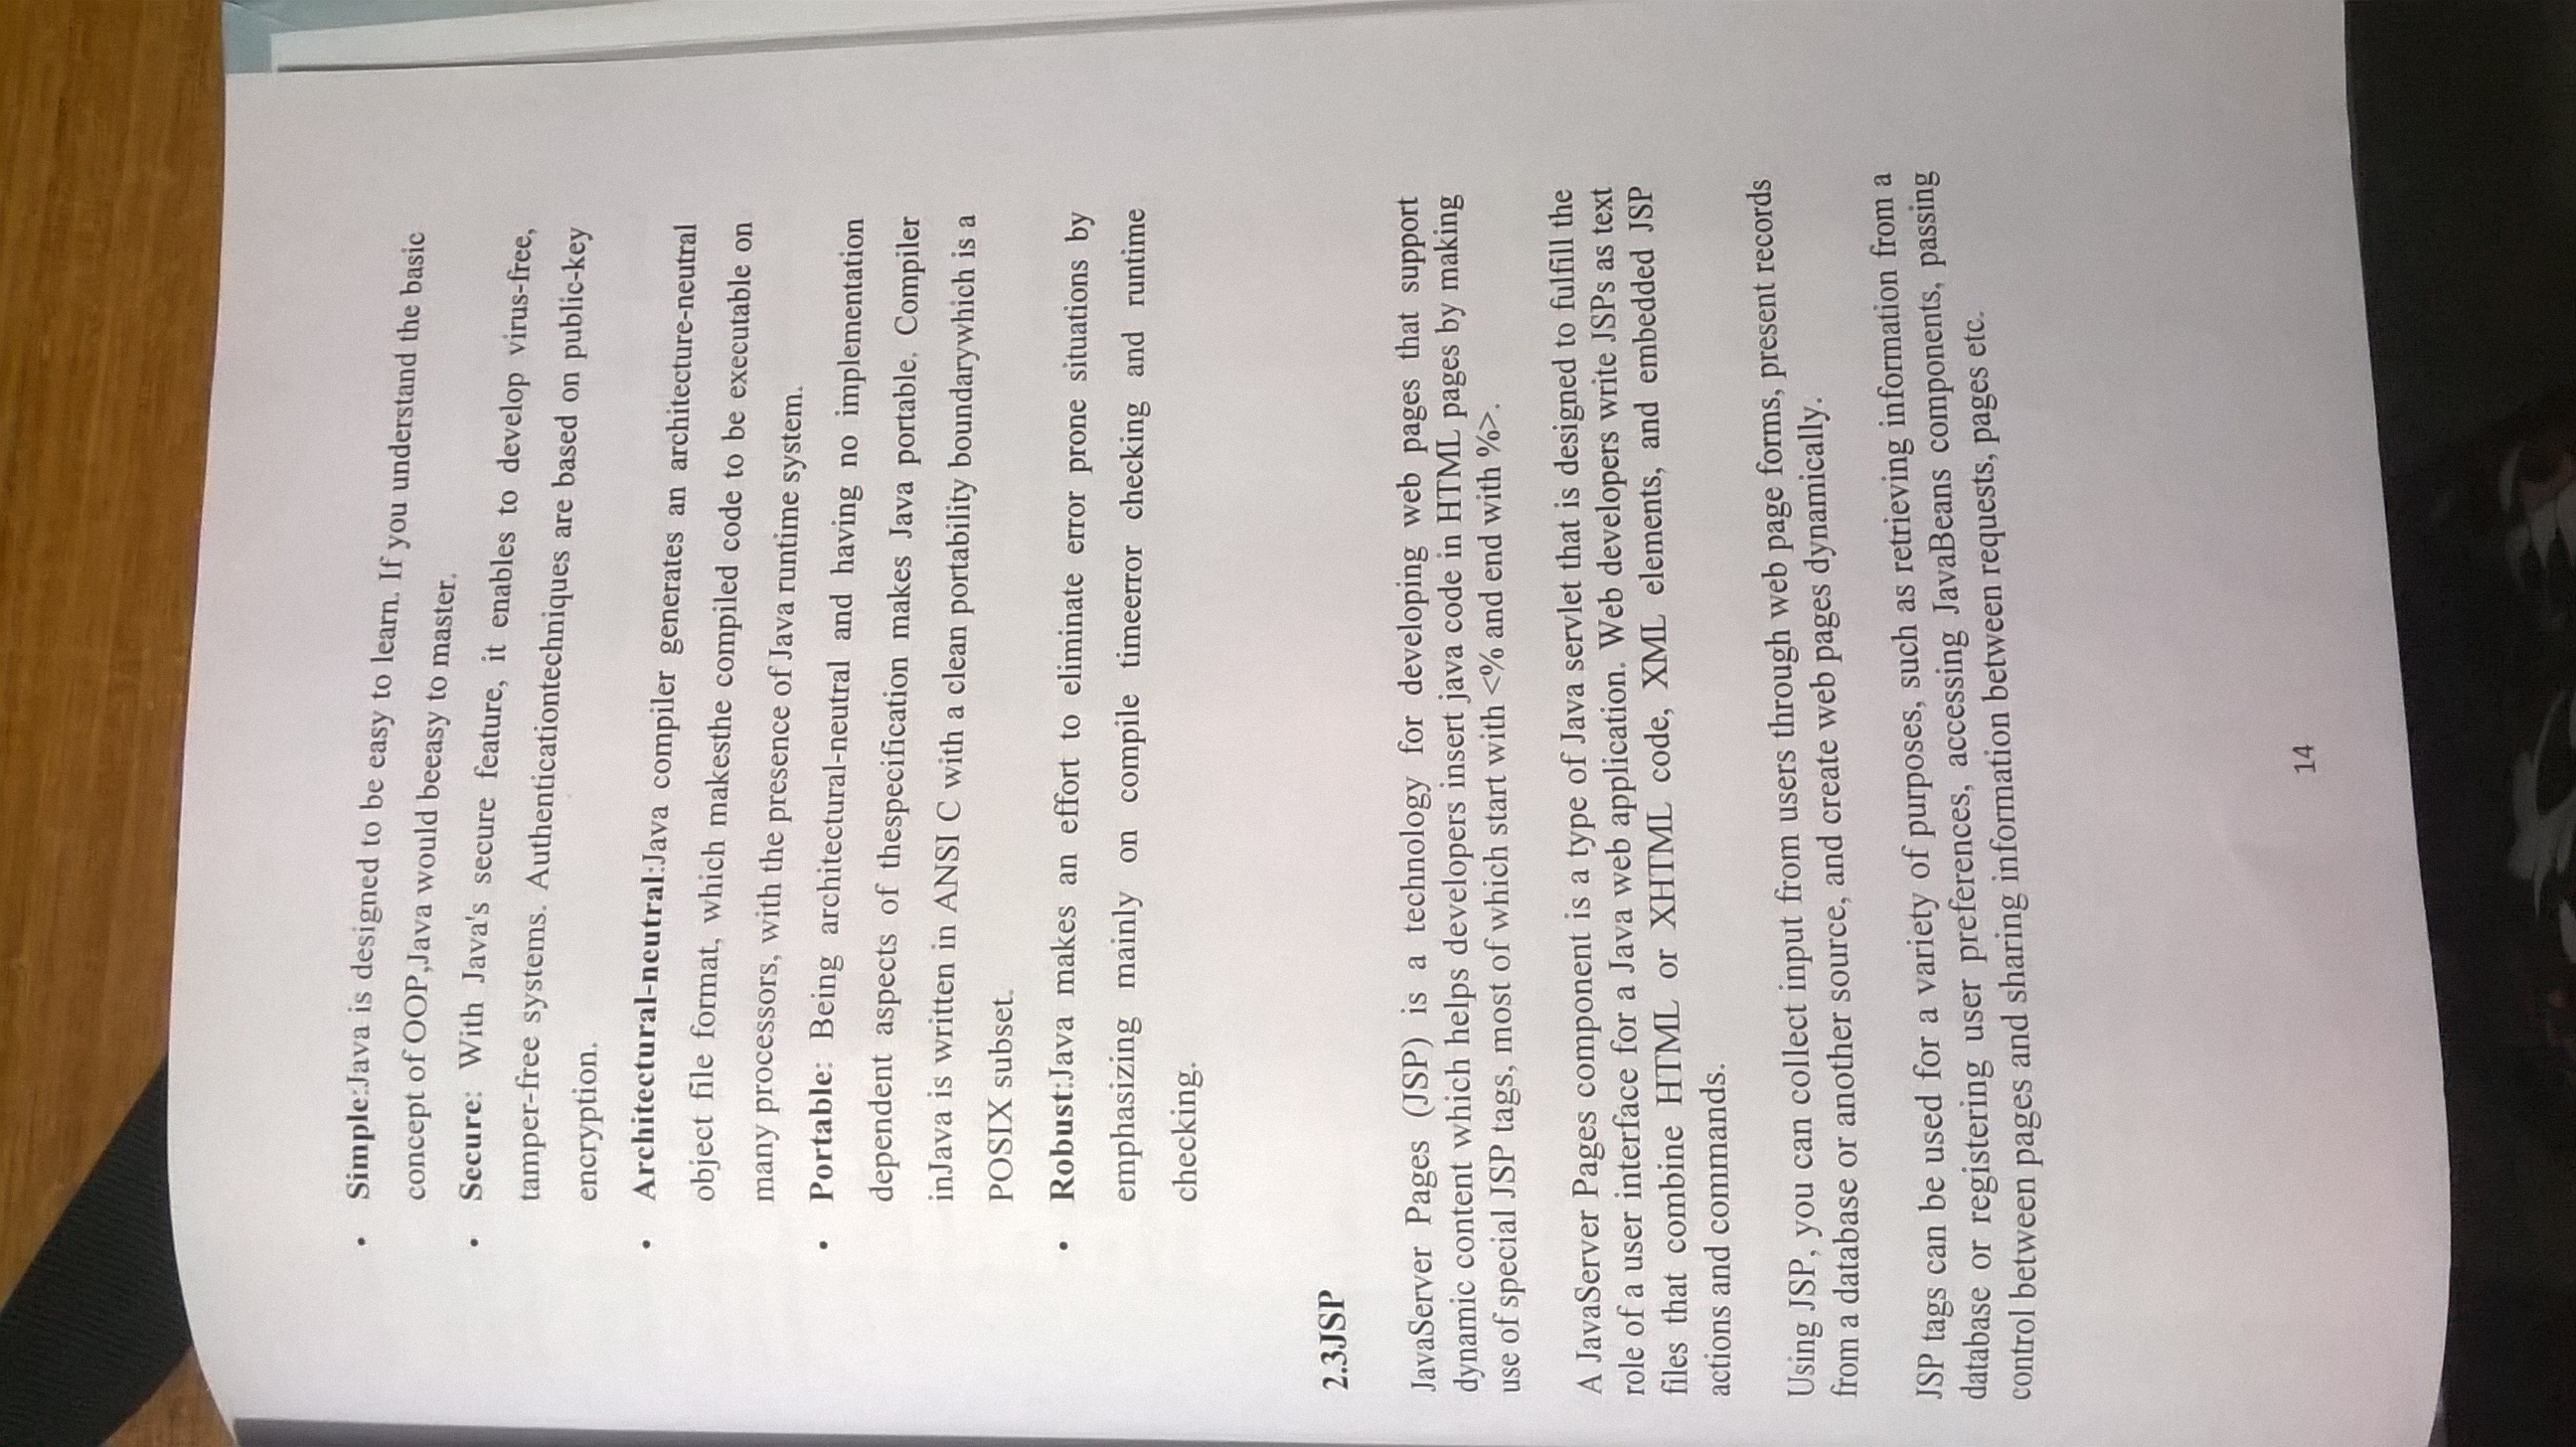 • Simple:Java is designed to be easy to learn. If you understand the basic
concept of OOP,Java would beeasy to master.
• Secure: With Java's secure feature, it enables to develop virus-free,
tamper-free systems. Authenticationtechniques are based on public-key
encryption.
• Architectural-neutral:Java compiler generates an architecture-neutral
object file format, which makesthe compiled code to be executable on
many processors, with the presence of Java runtime system.
• Portable: Being architectural-neutral and having no implementation
dependent aspects of thespecification makes Java portable. Compiler
inJava is written in ANSI C with a clean portability boundarywhich is a
POSIX subset.
• Robust:Java makes an effort to eliminate error prone situations by
emphasizing mainly on compile timeerror checking and runtime
checking.
2.3JSP
JavaServer Pages (JSP) is a technology for developing web pages that support
dynamic content which helps developers insert java code in HTML pages by making
use of special JSP tags, most of which start with <% and end with %>.
A JavaServer Pages component is a type of Java servlet that is designed to fulfill the
role of a user interface for a Java web application. Web developers write JSPs as text
files that combine HTML or XHTML code, XML elements, and embedded JSP
actions and commands.
Using JSP, you can collect input from users through web page forms, present records
from a database or another source, and create web pages dynamically.
JSP tags can be used for a variety of purposes, such as retrieving information from a
database or registering user preferences, accessing JavaBeans components, passing
control between pages and sharing information between requests, pages etc.
14